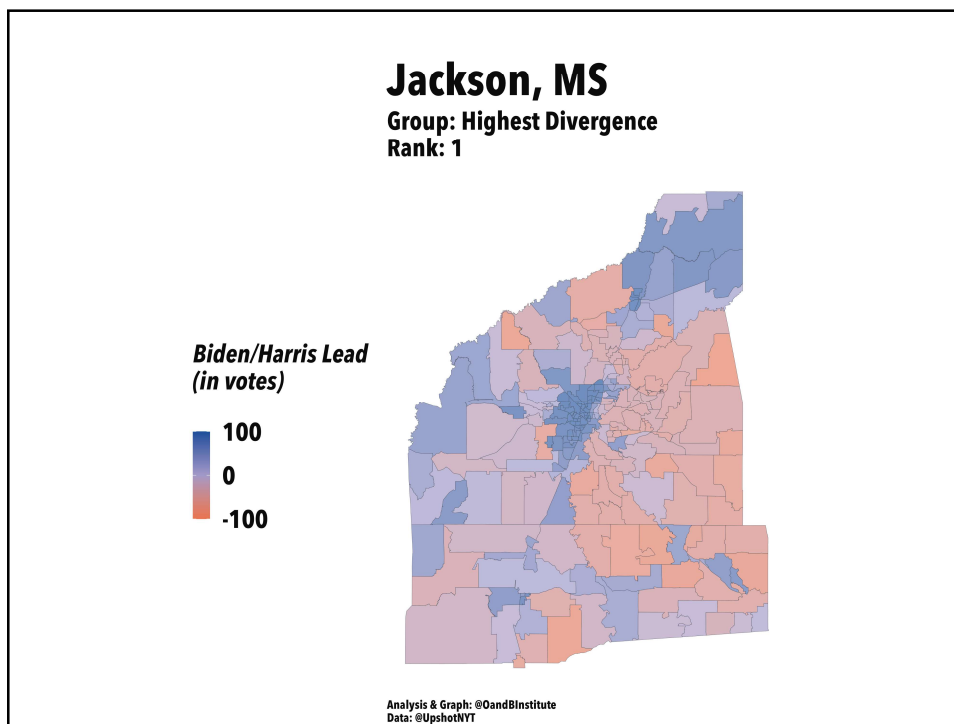 Jackson, MS
Group: Highest Divergence
Rank: 1
Biden/Harris Lead
(in votes)
100
0
-100
Analysis & Graph: @OandBInstitute
Data: @UpshotNYT